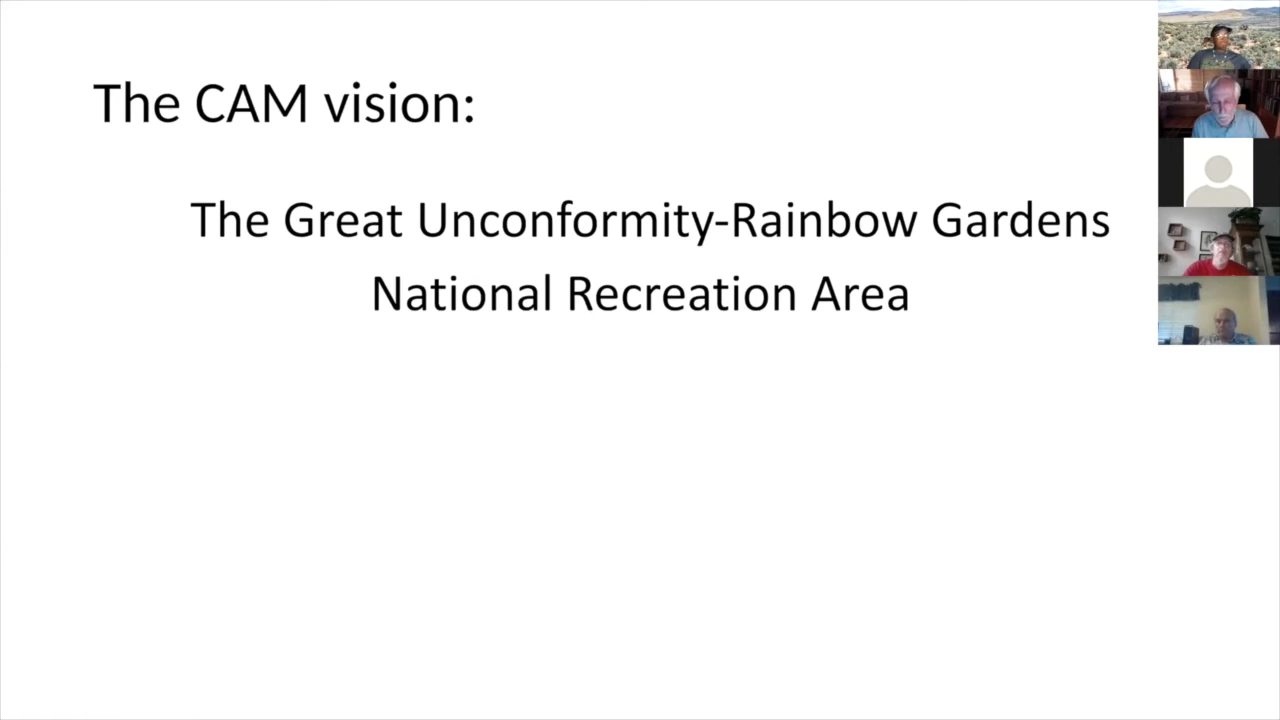 The CAM vision:
The Great Unconformity-Rainbow Gardens
National Recreation Area